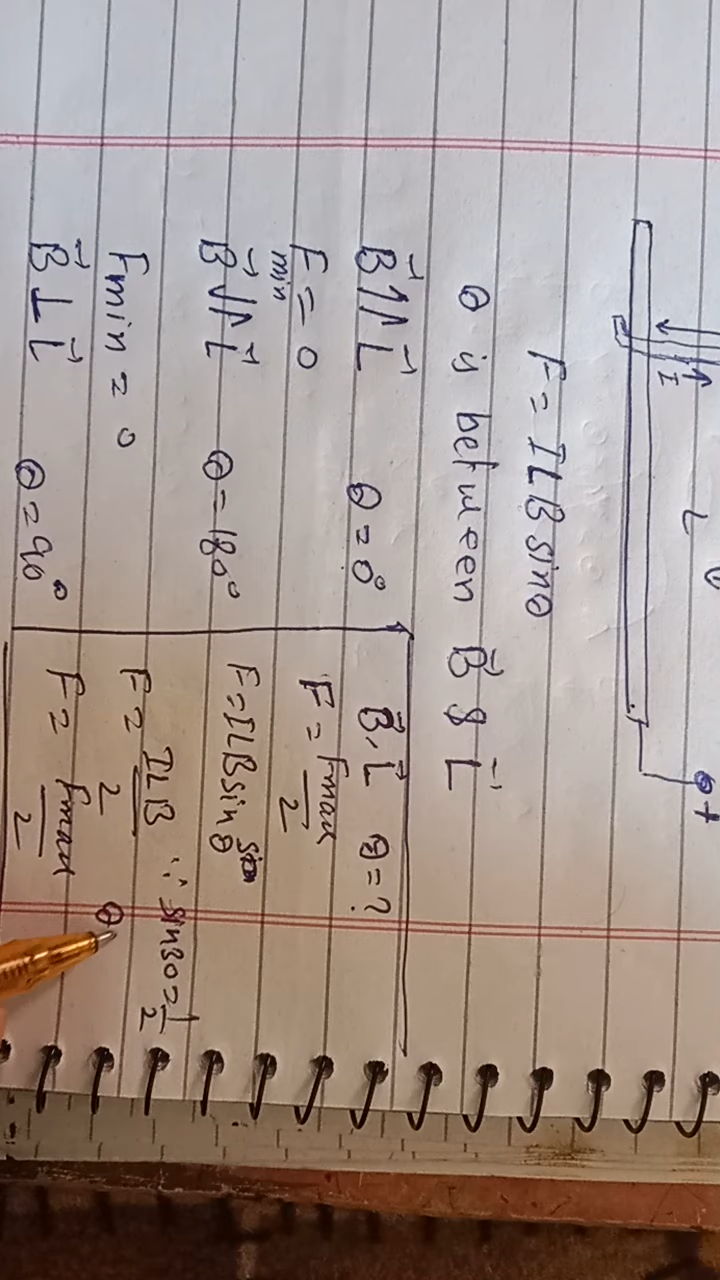 I
L
+
F = ILB sinθ
θ is between B⃗ & L⃗
B⃗ ↑↑ L⃗ θ = 0°
F = 0
min
B⃗ ↓↑ L⃗ θ = 180°
Fmin = 0
B⃗ ⊥ L⃗ θ = 90°
B⃗, L⃗ θ = ?
F = Fmax/2
F = ILB sinθ
F = ILB/2 ∵ sin30 = 1/2
θ
F = Fmax/2